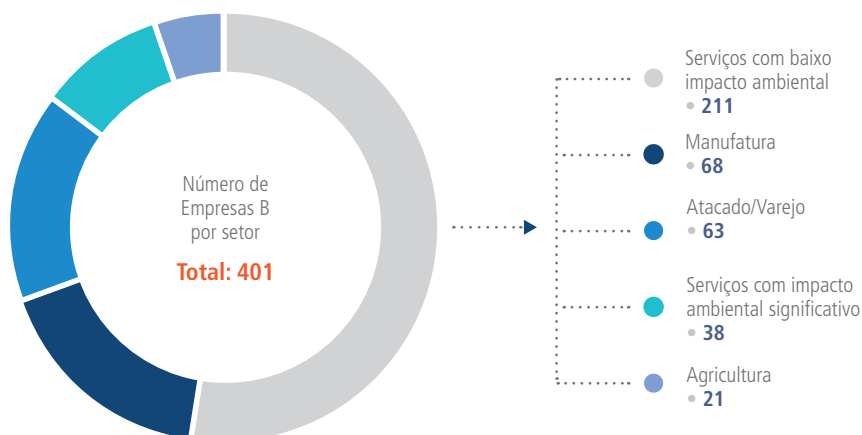 Número de
Empresas B
por setor
Total: 401
Serviços com baixo
impacto ambiental
• 211
Manufatura
• 68
Atacado/Varejo
• 63
Serviços com impacto
ambiental significativo
• 38
Agricultura
• 21